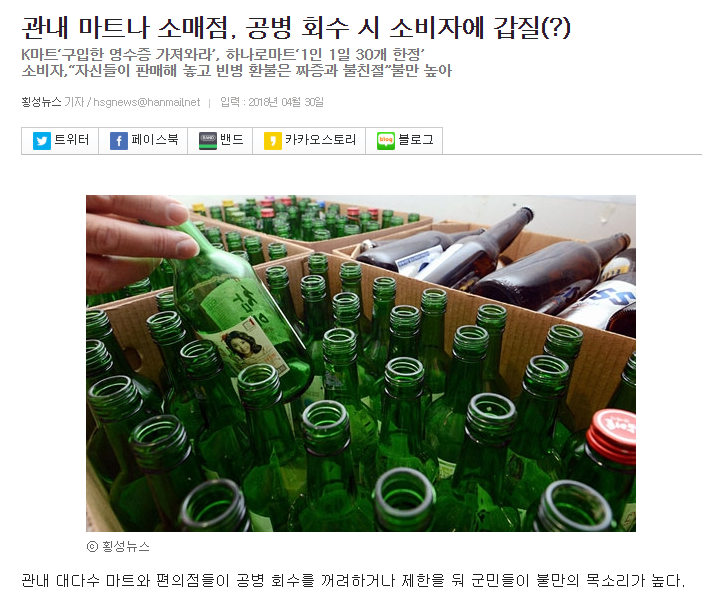 관내 마트나 소매점, 공병 회수 시 소비자에 갑질(?)
K마트‘구입한 영수증 가져와라’, 하나로마트‘1인 1일 30개 한정’
소비자,“자신들이 판매해 놓고 빈병 환불은 짜증과 불친절”불만 높아
횡성뉴스 기자 / hsgnews@hanmail.net | 입력 : 2018년 04월 30일
트위터 페이스북 BAND 밴드 카카오스토리 blog 블로그
ⓒ 횡성뉴스
관내 대다수 마트와 편의점들이 공병 회수를 꺼려하거나 제한을 둬 군민들이 불만의 목소리가 높다.